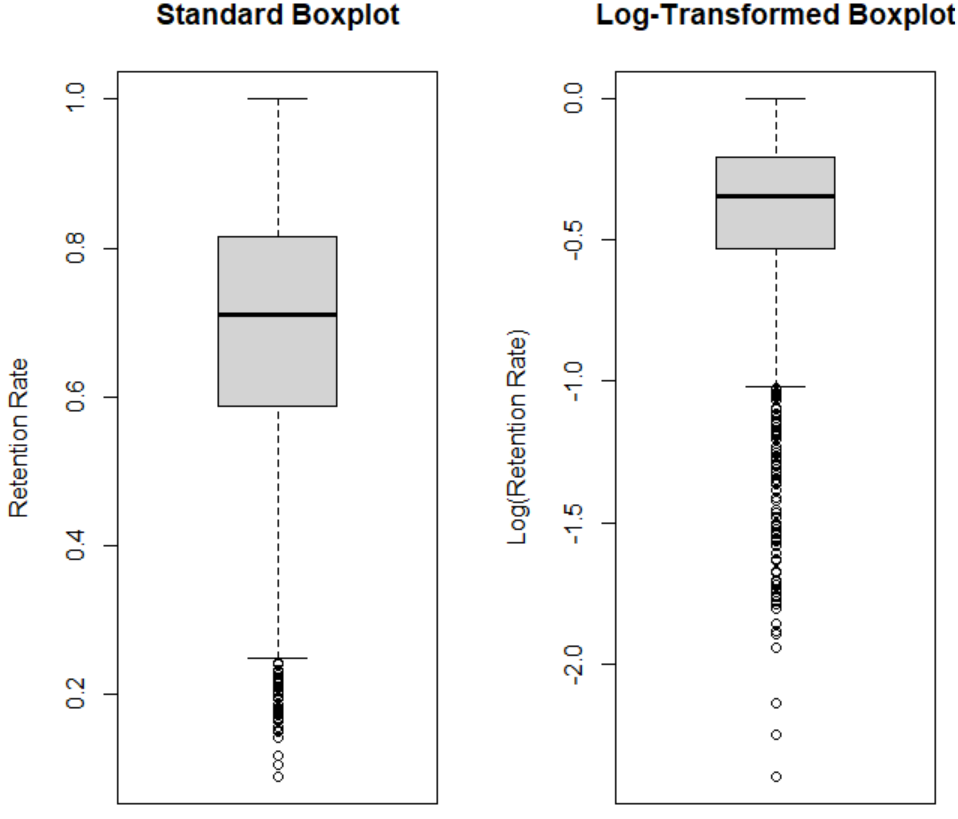 Standard Boxplot
Retention Rate
1.0
0.8
0.6
0.4
0.2
Log-Transformed Boxplot
Log(Retention Rate)
0.0
-0.5
-1.0
-1.5
-2.0